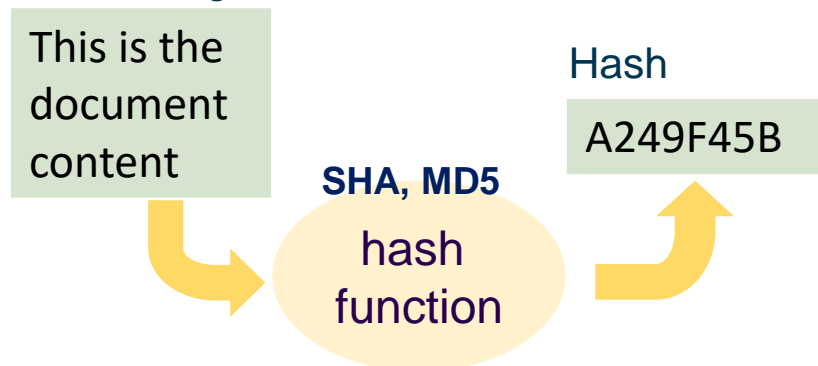 This is the
document
content
Hash
A249F45B
SHA, MD5
hash
function